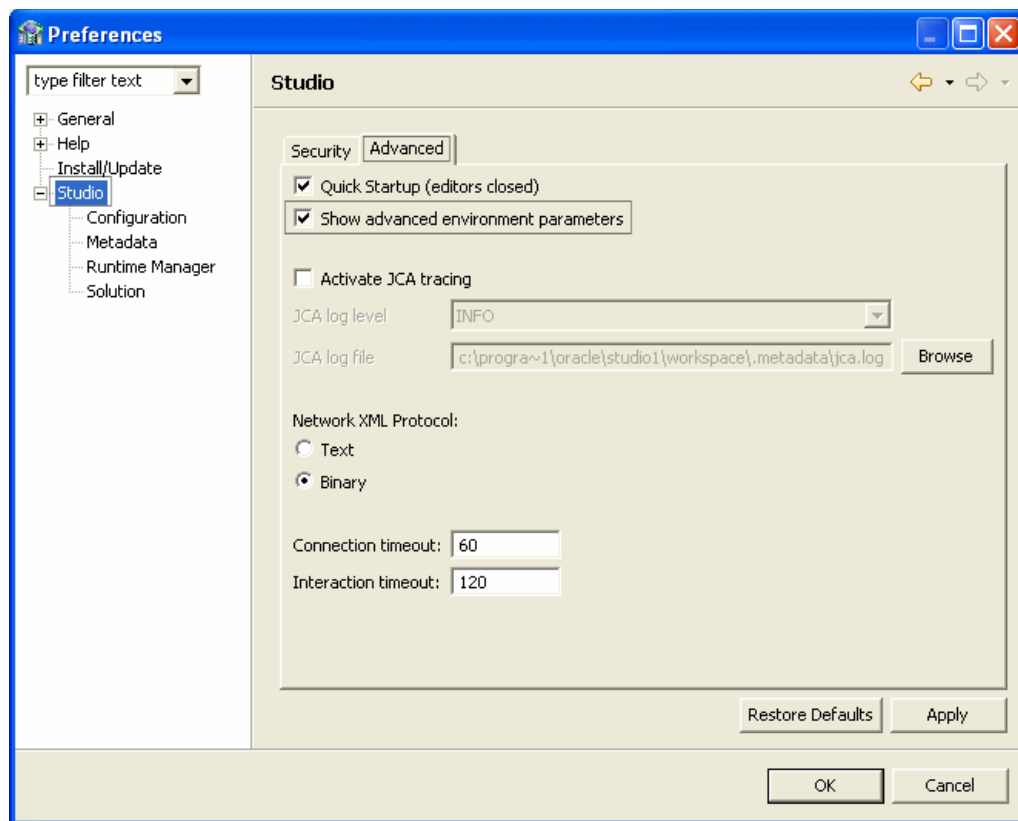 Preferences
type filter text
General
Help
Install/Update
Studio
Configuration
Metadata
Runtime Manager
Solution
Studio
Security
Advanced
Quick Startup (editors closed)
Show advanced environment parameters
Activate JCA tracing
JCA log level
INFO
JCA log file
c:\progra~1\oracle\studio1\workspace\.metadata\jca.log
Browse
Network XML Protocol:
Text
Binary
Connection timeout:
60
Interaction timeout:
120
Restore Defaults
Apply
OK
Cancel